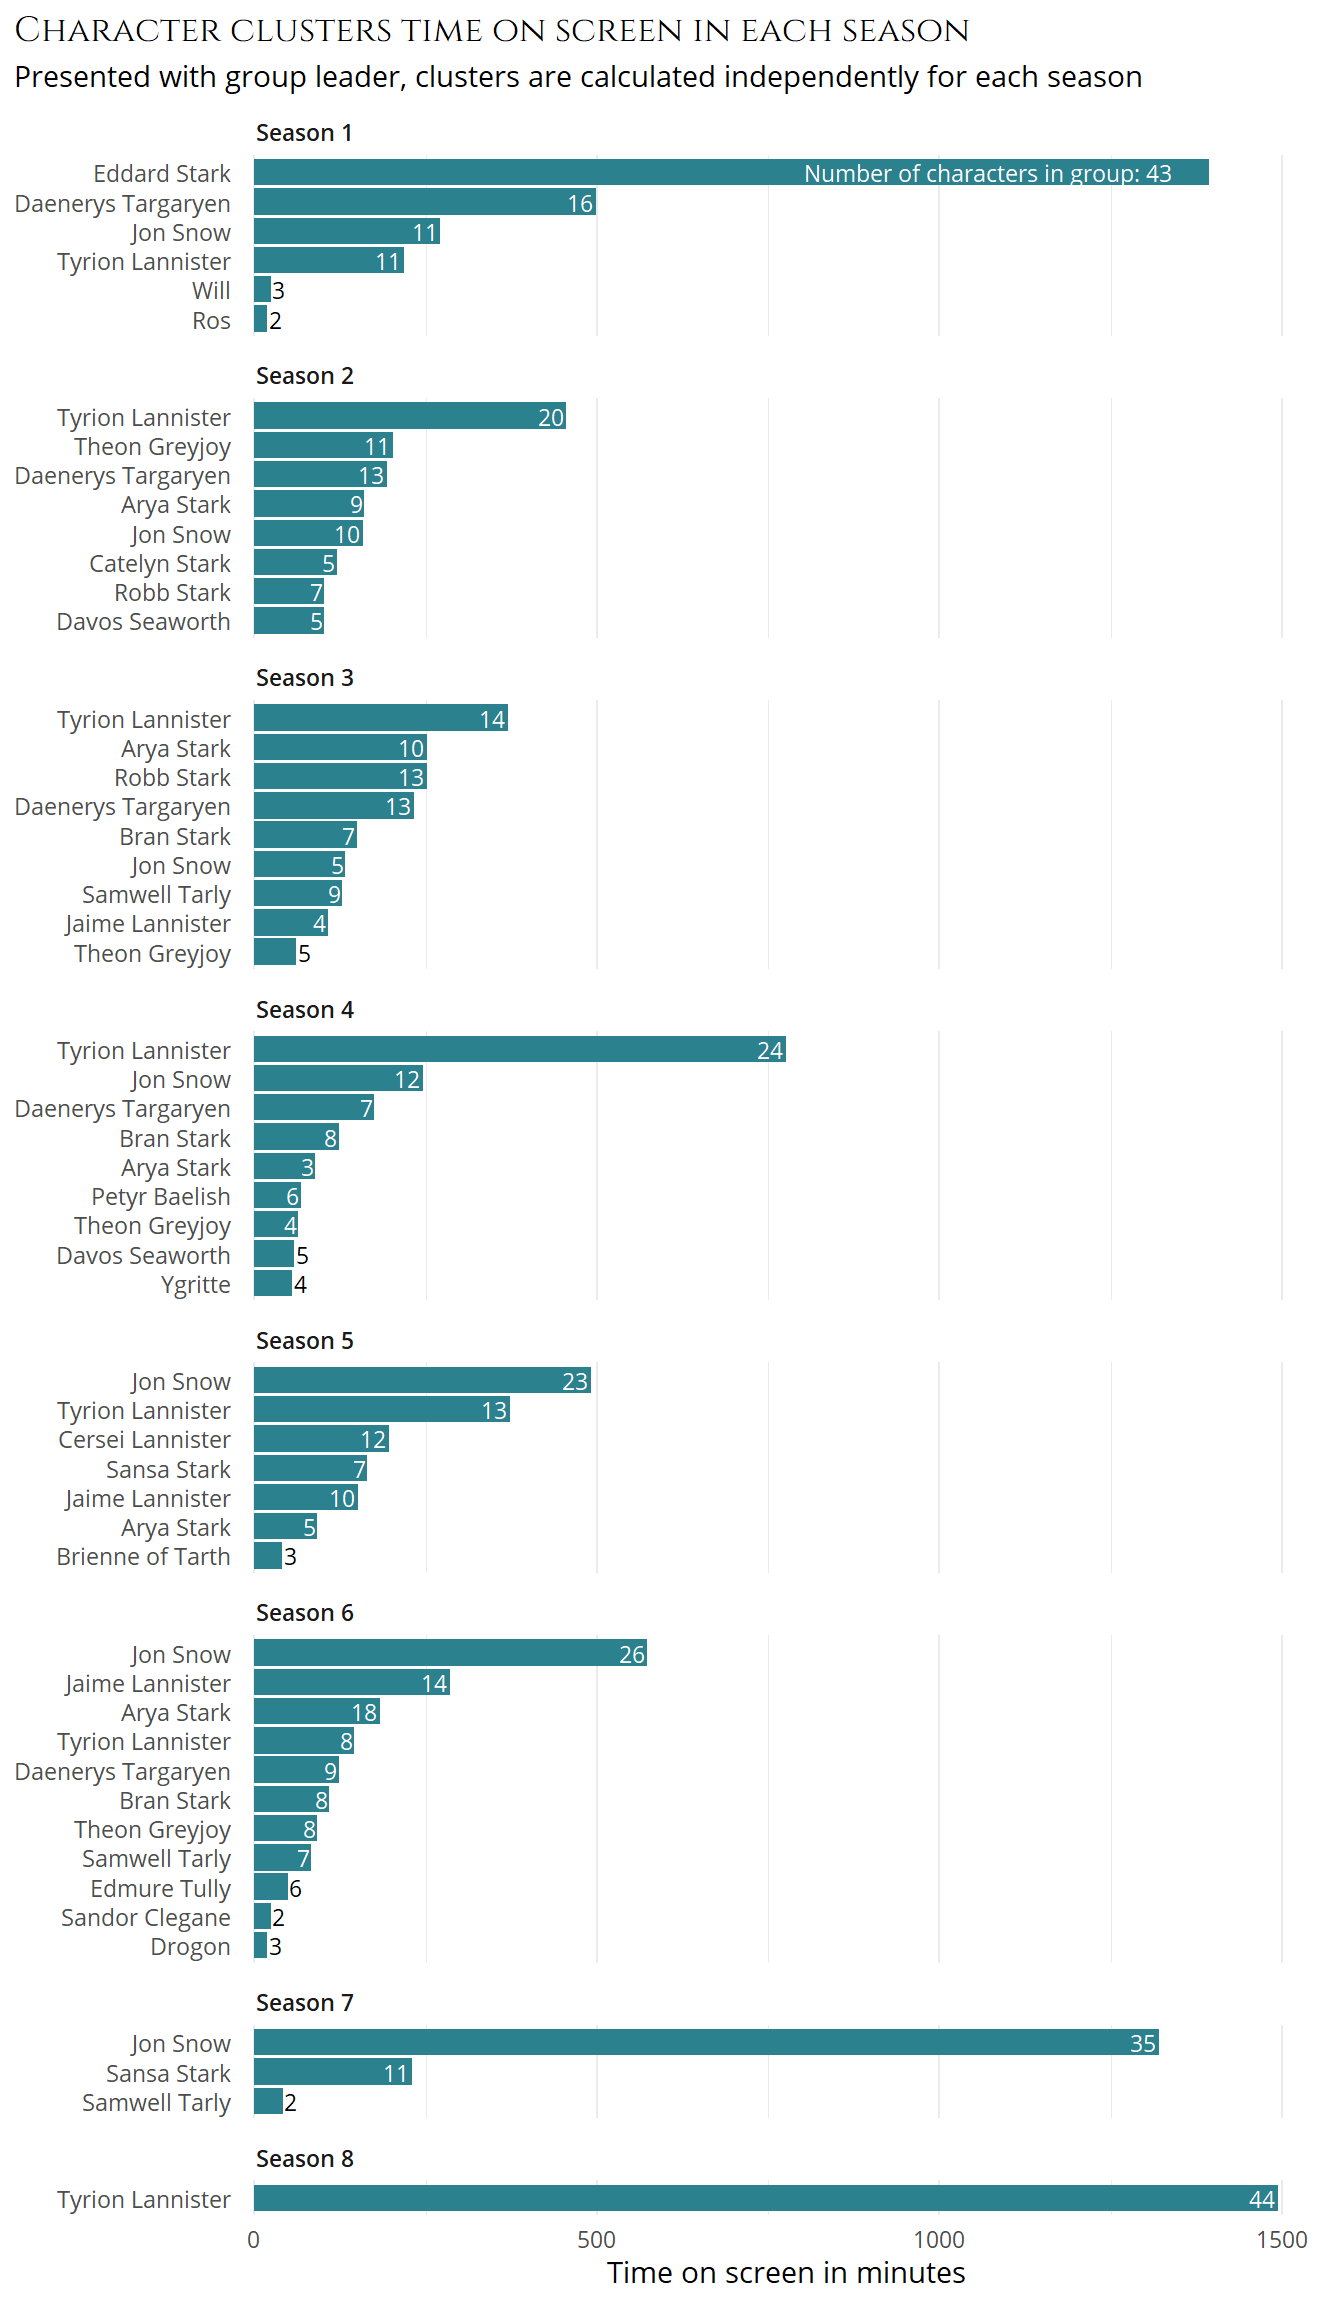 Character clusters time on screen in each season
Presented with group leader, clusters are calculated independently for each season
Season 1
Eddard Stark Number of characters in group: 43
Daenerys Targaryen 16
Jon Snow 11
Tyrion Lannister 11
Will 3
Ros 2
Season 2
Tyrion Lannister 20
Theon Greyjoy 11
Daenerys Targaryen 13
Arya Stark 9
Jon Snow 10
Catelyn Stark 5
Robb Stark 7
Davos Seaworth 5
Season 3
Tyrion Lannister 14
Arya Stark 10
Robb Stark 13
Daenerys Targaryen 13
Bran Stark 7
Jon Snow 5
Samwell Tarly 9
Jaime Lannister 4
Theon Greyjoy 5
Season 4
Tyrion Lannister 24
Jon Snow 12
Daenerys Targaryen 7
Bran Stark 8
Arya Stark 3
Petyr Baelish 6
Theon Greyjoy 4
Davos Seaworth 5
Ygritte 4
Season 5
Jon Snow 23
Tyrion Lannister 13
Cersei Lannister 12
Sansa Stark 7
Jaime Lannister 10
Arya Stark 5
Brienne of Tarth 3
Season 6
Jon Snow 26
Jaime Lannister 14
Arya Stark 18
Tyrion Lannister 8
Daenerys Targaryen 9
Bran Stark 8
Theon Greyjoy 8
Samwell Tarly 7
Edmure Tully 6
Sandor Clegane 2
Drogon 3
Season 7
Jon Snow 35
Sansa Stark 11
Samwell Tarly 2
Season 8
Tyrion Lannister 44
0 500 1000 1500
Time on screen in minutes